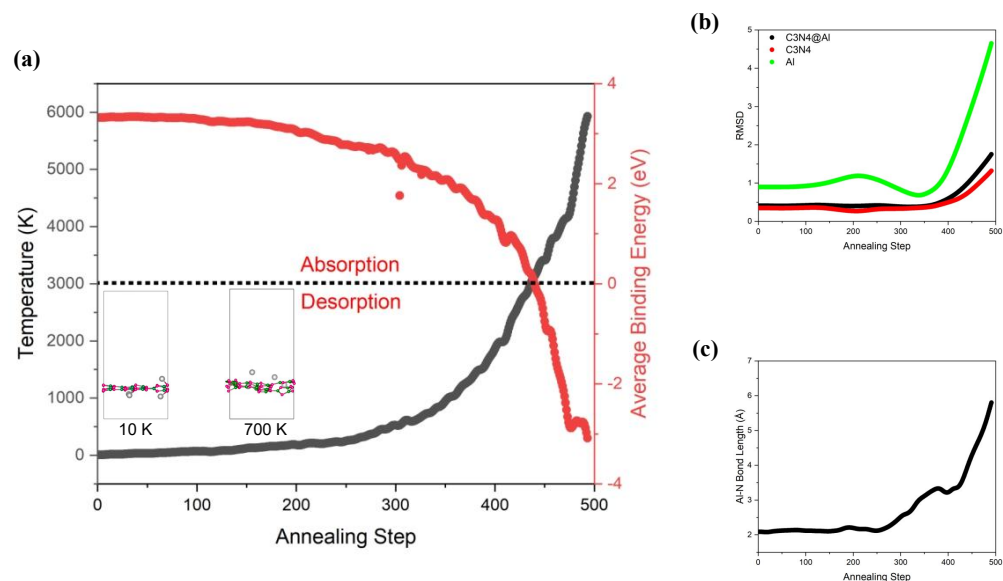 (a)
Temperature (K)
6000
5000
4000
3000
2000
1000
0
Absorption
Desorption
10 K
700 K
4
2
0
-2
-4
Average Binding Energy (eV)
0 100 200 300 400 500
Annealing Step
(b)
C3N4@Al
C3N4
Al
RMSD
5
4
3
2
1
0
0 100 200 300 400 500
Annealing Step
(c)
Al-N Bond Length (Å)
7
6
5
4
3
2
1
0 100 200 300 400 500
Annealing Step